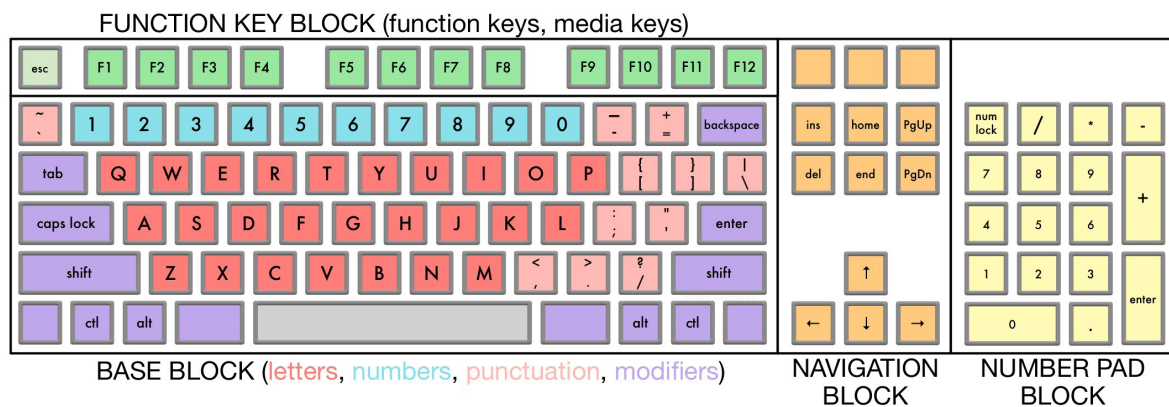 FUNCTION KEY BLOCK (function keys, media keys)
esc F1 F2 F3 F4 F5 F6 F7 F8 F9 F10 F11 F12
~ ` 1 2 3 4 5 6 7 8 9 0 — - + = backspace ins home PgUp num lock / * -
tab Q W E R T Y U I O P { [ } ] | \ del end PgDn 7 8 9 +
caps lock A S D F G H J K L : ; " ' enter 4 5 6
shift Z X C V B N M < , > . ? / shift ↑ 1 2 3 enter
ctl alt alt ctl ← ↓ → 0 .
BASE BLOCK (letters, numbers, punctuation, modifiers)
NAVIGATION BLOCK
NUMBER PAD BLOCK